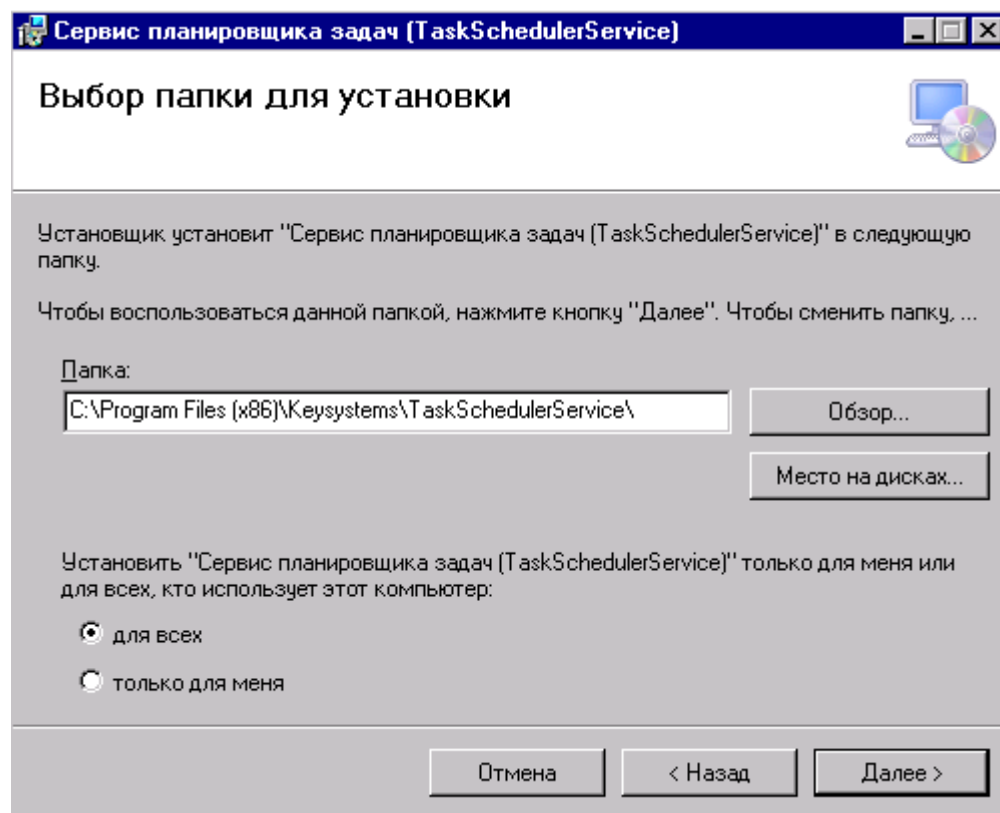 Сервис планировщика задач (TaskSchedulerService)
Выбор папки для установки
Установщик установит "Сервис планировщика задач (TaskSchedulerService)" в следующую
папку.
Чтобы воспользоваться данной папкой, нажмите кнопку "Далее". Чтобы сменить папку, ...
Папка:
C:\Program Files (x86)\Keysystems\TaskSchedulerService\
Обзор...
Место на дисках...
Установить "Сервис планировщика задач (TaskSchedulerService)" только для меня или
для всех, кто использует этот компьютер:
для всех
только для меня
Отмена
< Назад
Далее >